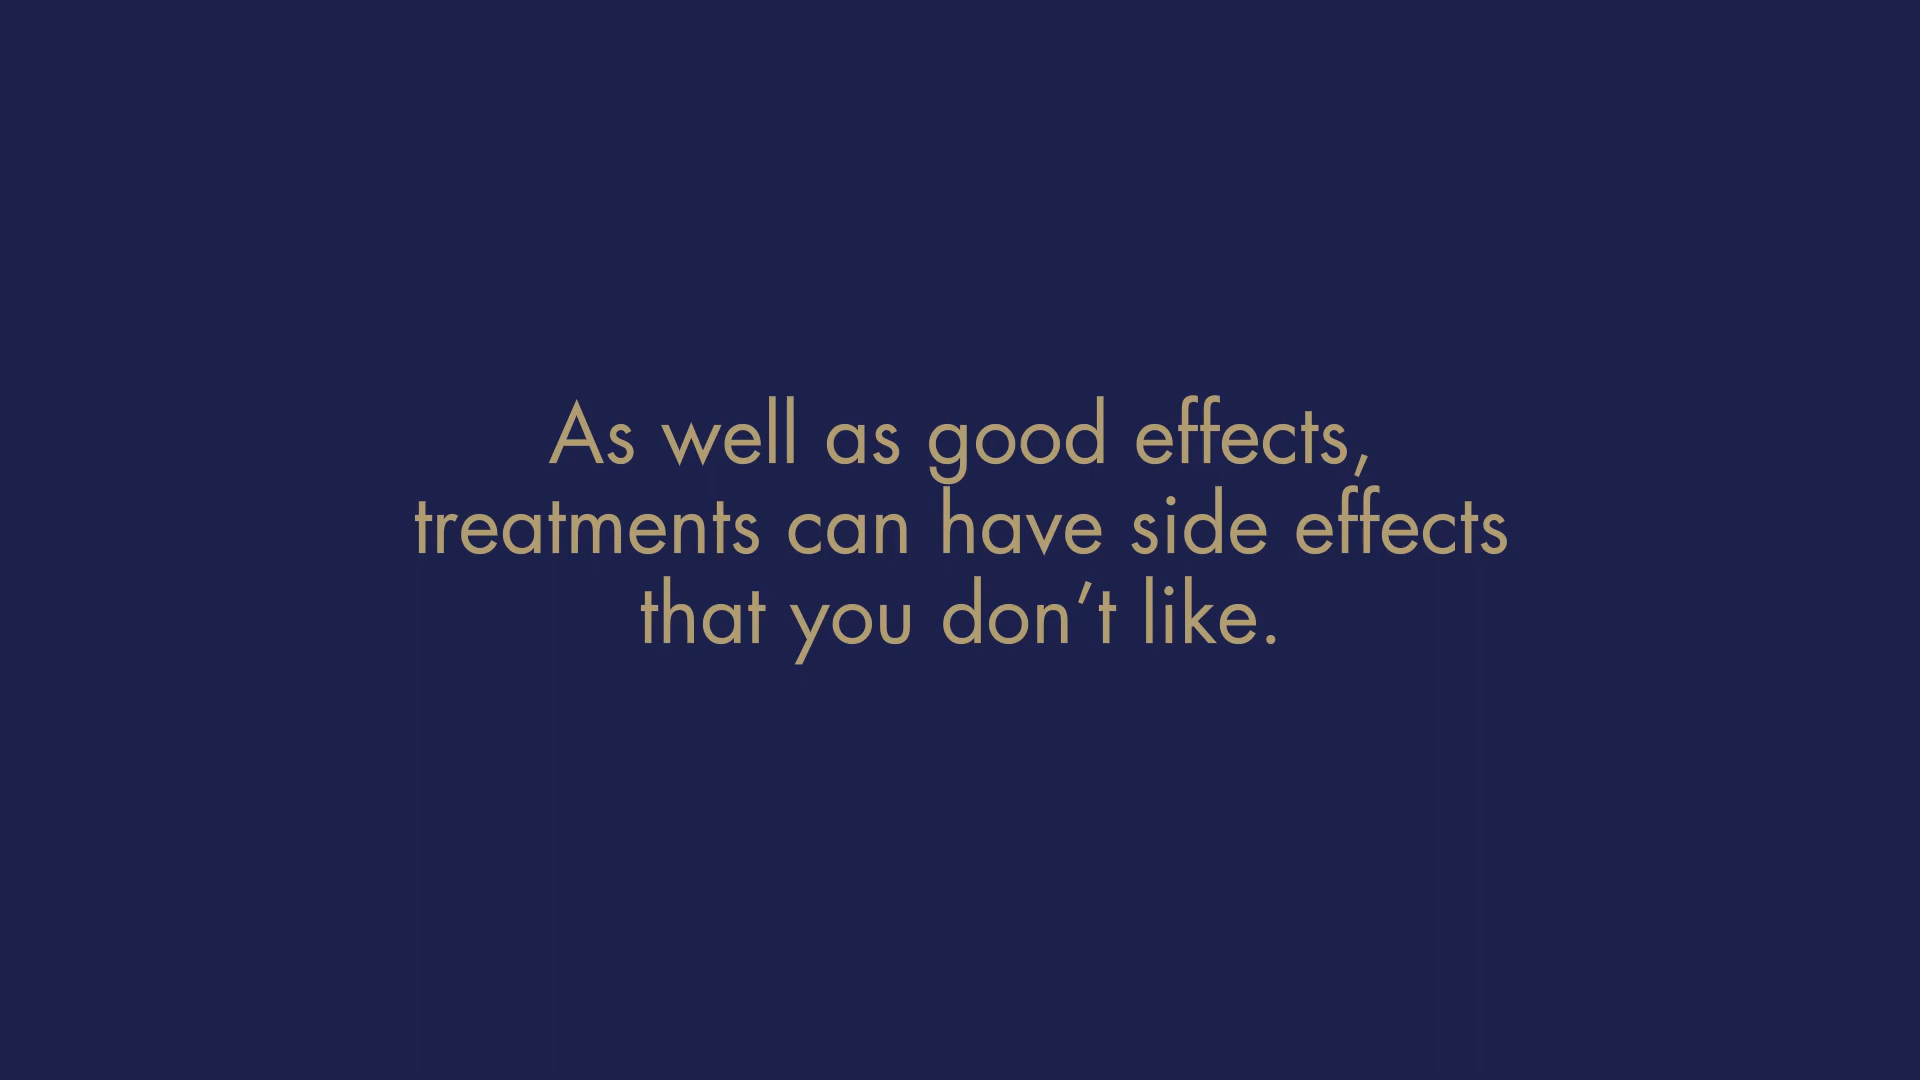 As well as good effects,
treatments can have side effects
that you don’t like.